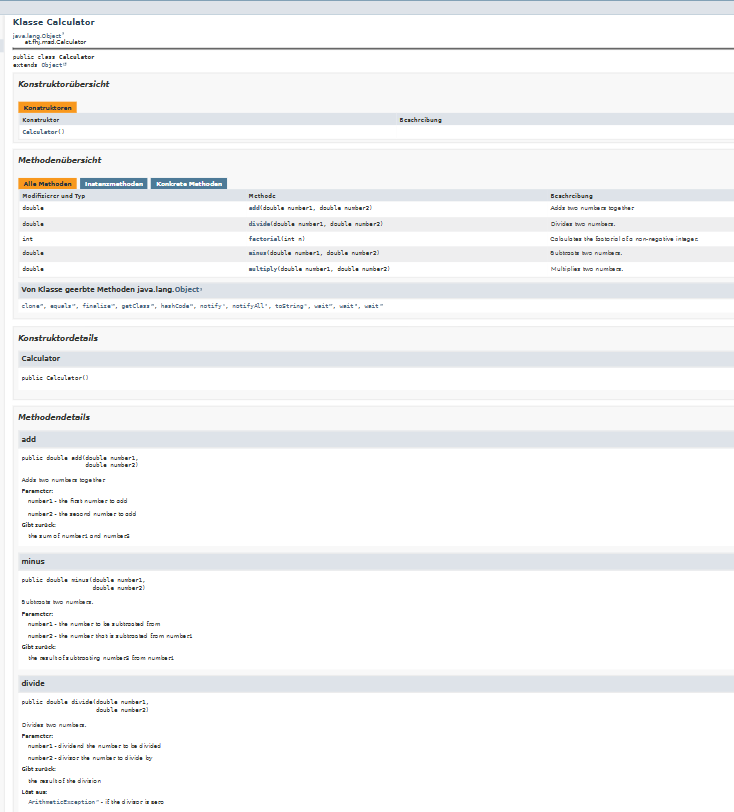 Klasse Calculator
java.lang.Object
at.fhj.msd.Calculator
public class Calculator
extends Object
Konstruktorübersicht
Konstruktoren
Konstruktor Beschreibung
Calculator()
Methodenübersicht
Alle Methoden Instanzmethoden Konkrete Methoden
Modifizierer und Typ Methode Beschreibung
double add(double number1, double number2) Adds two numbers together
double divide(double number1, double number2) Divides two numbers.
int factorial(int n) Calculates the factorial of a non-negative integer.
double minus(double number1, double number2) Subtracts two numbers.
double multiply(double number1, double number2) Multiplies two numbers.
Von Klasse geerbte Methoden java.lang.Object
clone, equals, finalize, getClass, hashCode, notify, notifyAll, toString, wait, wait, wait
Konstruktordetails
Calculator
public Calculator()
Methodendetails
add
public double add(double number1,
double number2)
Adds two numbers together
Parameter:
number1 - the first number to add
number2 - the second number to add
Gibt zurück:
the sum of number1 and number2
minus
public double minus(double number1,
double number2)
Subtracts two numbers.
Parameter:
number1 - the number to be subtracted from
number2 - the number that is subtracted from number1
Gibt zurück:
the result of subtracting number2 from number1
divide
public double divide(double number1,
double number2)
Divides two numbers.
Parameter:
number1 - dividend the number to be divided
number2 - divisor the number to divide by
Gibt zurück:
the result of the division
Löst aus:
ArithmeticException - if the divisor is zero